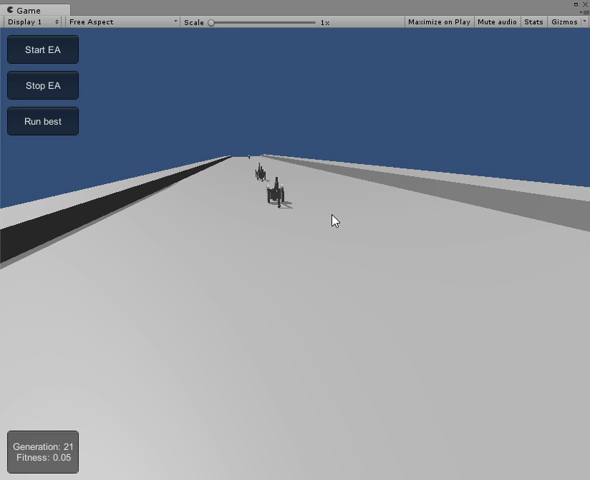 Game
Display 1 Free Aspect Scale 1x Maximize on Play Mute audio Stats Gizmos
Start EA
Stop EA
Run best
Generation: 21
Fitness: 0.05